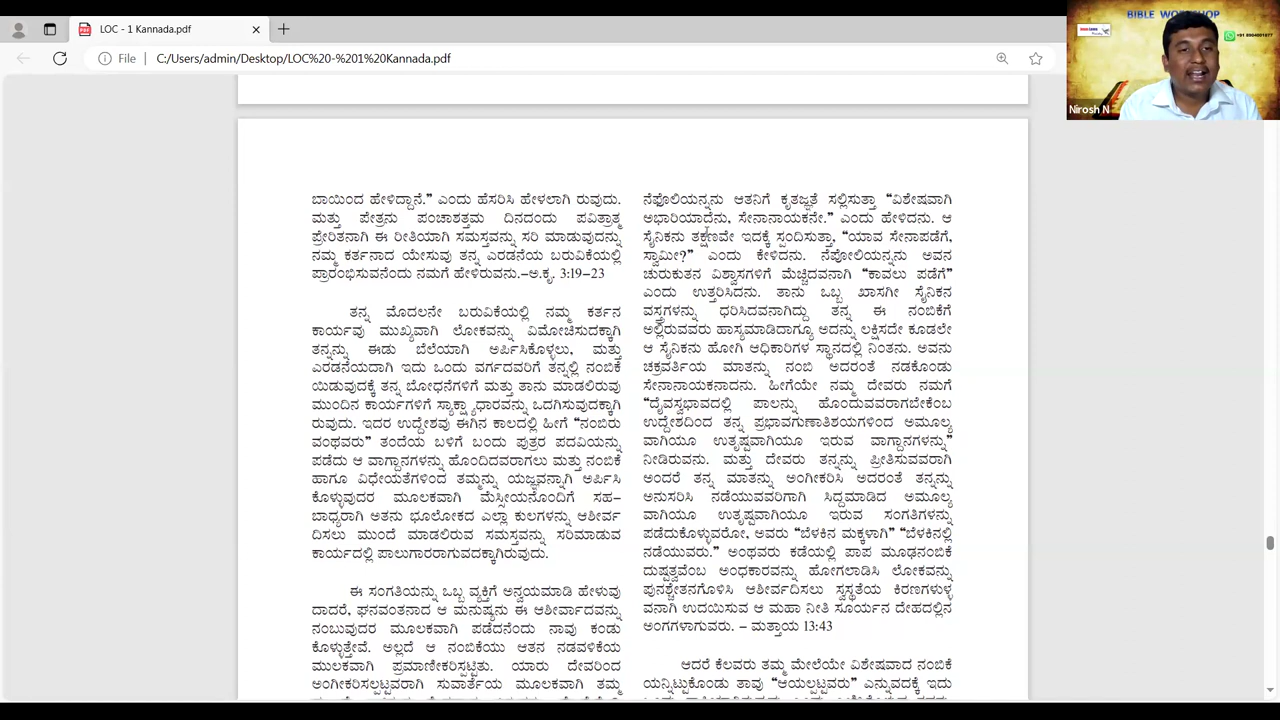 LOC - 1 Kannada.pdf
File
C:/Users/admin/Desktop/LOC%20-%201%20Kannada.pdf
BIBLE WORKSHOP
Nirosh N
ಬಾಯಿಂದ ಹೇಳಿದ್ದಾನೆ.” ಎಂದು ಹೆಸರಿಸಿ ಹೇಳಲಾಗಿ ರುವುದು.
ಮತ್ತು ಪೇತ್ರನು ಪಂಚಾಶತ್ತಮ ದಿನದಂದು ಪವಿತ್ರಾತ್ಮ
ಪ್ರೇರಿತನಾಗಿ ಈ ರೀತಿಯಾಗಿ ಸಮಸ್ತವನ್ನು ಸರಿ ಮಾಡುವುದನ್ನು
ನಮ್ಮ ಕರ್ತನಾದ ಯೇಸುವು ತನ್ನ ಎರಡನೆಯ ಬರುವಿಕೆಯಲ್ಲಿ
ಪ್ರಾರಂಭಿಸುವನೆಂದು ನಮಗೆ ಹೇಳಿರುವನು.–ಅ.ಕೃ. 3:19–23
ತನ್ನ ಮೊದಲನೇ ಬರುವಿಕೆಯಲ್ಲಿ ನಮ್ಮ ಕರ್ತನ
ಕಾರ್ಯವು ಮುಖ್ಯವಾಗಿ ಲೋಕವನ್ನು ವಿಮೋಚಿಸುದಕ್ಕಾಗಿ
ತನ್ನನ್ನು ಈಡು ಬೆಲೆಯಾಗಿ ಅರ್ಪಿಸಿಕೊಳ್ಳಲು, ಮತ್ತು
ಎರಡನೆಯದಾಗಿ ಇದು ಒಂದು ವರ್ಗದವರಿಗೆ ತನ್ನಲ್ಲಿ ನಂಬಿಕೆ
ಯಿಡುವುದಕ್ಕೆ ತನ್ನ ಬೋಧನೆಗಳಿಗೆ ಮತ್ತು ತಾನು ಮಾಡಲಿರುವ
ಮುಂದಿನ ಕಾರ್ಯಗಳಿಗೆ ಸ್ಯಾಕ್ಷ್ಯಾಧಾರವನ್ನು ಒದಗಿಸುವುದಕ್ಕಾಗಿ
ರುವುದು. ಇದರ ಉದ್ದೇಶವು ಈಗಿನ ಕಾಲದಲ್ಲಿ ಹೀಗೆ “ನಂಬಿರು
ವಂಥವರು” ತಂದೆಯ ಬಳಿಗೆ ಬಂದು ಪುತ್ರರ ಪದವಿಯನ್ನು
ಪಡೆದು ಆ ವಾಗ್ದಾನಗಳನ್ನು ಹೊಂದಿದವರಾಗಲು ಮತ್ತು ನಂಬಿಕೆ
ಹಾಗೂ ವಿಧೇಯತೆಗಳಿಂದ ತಮ್ಮನ್ನು ಯಜ್ಞವನ್ನಾಗಿ ಅರ್ಪಿಸಿ
ಕೊಳ್ಳುವುದರ ಮೂಲಕವಾಗಿ ಮೆಸ್ಸೀಯನೊಂದಿಗೆ ಸಹ–
ಬಾಧ್ಯರಾಗಿ ಅತನು ಭೂಲೋಕದ ಎಲ್ಲಾ ಕುಲಗಳನ್ನು ಆಶೀರ್ವ
ದಿಸಲು ಮುಂದೆ ಮಾಡಲಿರುವ ಸಮಸ್ತವನ್ನು ಸರಿಮಾಡುವ
ಕಾರ್ಯದಲ್ಲಿ ಪಾಲುಗಾರರಾಗುವದಕ್ಕಾಗಿರುವುದು.
ಈ ಸಂಗತಿಯನ್ನು ಒಬ್ಬ ವ್ಯಕ್ತಿಗೆ ಅನ್ವಯಮಾಡಿ ಹೇಳುವು
ದಾದರೆ, ಘನವಂತನಾದ ಆ ಮನುಷ್ಯನು ಈ ಆಶೀರ್ವಾದವನ್ನು
ನಂಬುವುದರ ಮೂಲಕವಾಗಿ ಪಡೆದನೆಂದು ನಾವು ಕಂಡು
ಕೊಳ್ಳುತ್ತೇವೆ. ಅಲ್ಲದೆ ಆ ನಂಬಿಕೆಯು ಆತನ ನಡವಳಿಕೆಯ
ಮುಲಕವಾಗಿ ಪ್ರಮಾಣೀಕರಿಸಲ್ಪಟ್ಟಿತು. ಯಾರು ದೇವರಿಂದ
ಅಂಗೀಕರಿಸಲ್ಪಟ್ಟವರಾಗಿ ಸುವಾರ್ತೆಯ ಮೂಲಕವಾಗಿ ತಮ್ಮ
ನೆಪೊಲಿಯನ್ನನು ಆತನಿಗೆ ಕೃತಜ್ಞತೆ ಸಲ್ಲಿಸುತ್ತಾ “ವಿಶೇಷವಾಗಿ
ಅಭಾರಿಯಾದೆನು, ಸೇನಾನಾಯಕನೇ.” ಎಂದು ಹೇಳಿದನು. ಆ
ಸೈನಿಕನು ತಕ್ಷಣವೇ ಇದಕ್ಕೆ ಸ್ಪಂದಿಸುತ್ತಾ, “ಯಾವ ಸೇನಾಪಡೆಗೆ,
ಸ್ವಾಮೀ?” ಎಂದು ಕೇಳಿದನು. ನೆಪೋಲಿಯನ್ನನು ಅವನ
ಚುರುಕುತನ ವಿಶ್ವಾಸಗಳಿಗೆ ಮೆಚ್ಚಿದವನಾಗಿ “ಕಾವಲು ಪಡೆಗೆ”
ಎಂದು ಉತ್ತರಿಸಿದನು. ತಾನು ಒಬ್ಬ ಖಾಸಗೀ ಸೈನಿಕನ
ವಸ್ತ್ರಗಳನ್ನು ಧರಿಸಿದವನಾಗಿದ್ದು ತನ್ನ ಈ ನಂಬಿಕೆಗೆ
ಅಲ್ಲಿರುವವರು ಹಾಸ್ಯಮಾಡಿದಾಗ್ಯೂ ಅದನ್ನು ಲಕ್ಷಿಸದೇ ಕೂಡಲೇ
ಆ ಸೈನಿಕನು ಹೋಗಿ ಆಧಿಕಾರಿಗಳ ಸ್ಥಾನದಲ್ಲಿ ನಿಂತನು. ಅವನು
ಚಕ್ರವರ್ತಿಯ ಮಾತನ್ನು ನಂಬಿ ಅದರಂತೆ ನಡಕೊಂಡು
ಸೇನಾನಾಯಕನಾದನು. ಹೀಗೆಯೇ ನಮ್ಮ ದೇವರು ನಮಗೆ
“ದೈವಸ್ವಭಾವದಲ್ಲಿ ಪಾಲನ್ನು ಹೊಂದುವವರಾಗಬೇಕೆಂಬ
ಉದ್ದೇಶದಿಂದ ತನ್ನ ಪ್ರಭಾವಗುಣಾತಿಶಯಗಳಿಂದ ಅಮೂಲ್ಯ
ವಾಗಿಯೂ ಉತೃಷ್ಟವಾಗಿಯೂ ಇರುವ ವಾಗ್ದಾನಗಳನ್ನು”
ನೀಡಿರುವನು. ಮತ್ತು ದೇವರು ತನ್ನನ್ನು ಪ್ರೀತಿಸುವವರಾಗಿ
ಅಂದರೆ ತನ್ನ ಮಾತನ್ನು ಅಂಗೀಕರಿಸಿ ಅದರಂತೆ ತನ್ನನ್ನು
ಅನುಸರಿಸಿ ನಡೆಯುವವರಿಗಾಗಿ ಸಿದ್ದಮಾಡಿದ ಅಮೂಲ್ಯ
ವಾಗಿಯೂ ಉತೃಷ್ಟವಾಗಿಯೂ ಇರುವ ಸಂಗತಿಗಳನ್ನು
ಪಡೆದುಕೊಳ್ಳುವರೋ, ಅವರು “ಬೆಳಕಿನ ಮಕ್ಕಳಾಗಿ” “ಬೆಳಕಿನಲ್ಲಿ
ನಡೆಯುವರು.” ಅಂಥವರು ಕಡೆಯಲ್ಲಿ ಪಾಪ ಮೂಢನಂಬಿಕೆ
ದುಷ್ಟತ್ವವೆಂಬ ಅಂಧಕಾರವನ್ನು ಹೋಗಲಾಡಿಸಿ ಲೋಕವನ್ನು
ಪುನಶ್ಚೇತನಗೊಳಿಸಿ ಆಶೀರ್ವದಿಸಲು ಸ್ವಸ್ಥತೆಯ ಕಿರಣಗಳುಳ್ಳ
ವನಾಗಿ ಉದಯಿಸುವ ಆ ಮಹಾ ನೀತಿ ಸೂರ್ಯನ ದೇಹದಲ್ಲಿನ
ಅಂಗಗಳಾಗುವರು. – ಮತ್ತಾಯ 13:43
ಆದರೆ ಕೆಲವರು ತಮ್ಮ ಮೇಲೆಯೇ ವಿಶೇಷವಾದ ನಂಬಿಕೆ
ಯನ್ನಿಟ್ಟುಕೊಂಡು ತಾವು “ಆಯಲ್ಪಟ್ಟವರು” ಎನ್ನುವದಕ್ಕೆ ಇದು